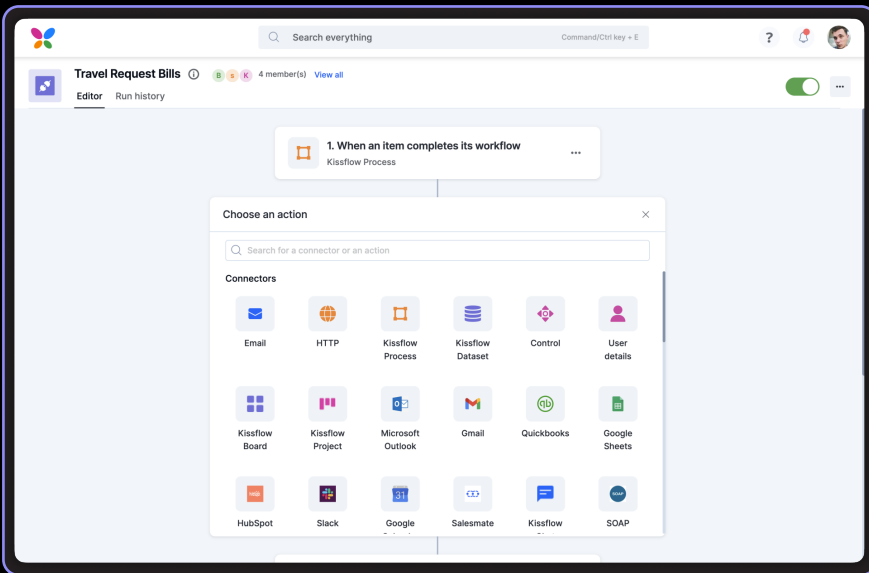 Search everything
Command/Ctrl key + E
?
Travel Request Bills
B s K 4 member(s) View all
Editor Run history
1. When an item completes its workflow
Kissflow Process
Choose an action
Search for a connector or an action
Connectors
Email HTTP Kissflow Process Kissflow Dataset Control User details
Kissflow Board Kissflow Project Microsoft Outlook Gmail Quickbooks Google Sheets
31
SOAP
HubSpot Slack Google Salesmate Kissflow SOAP